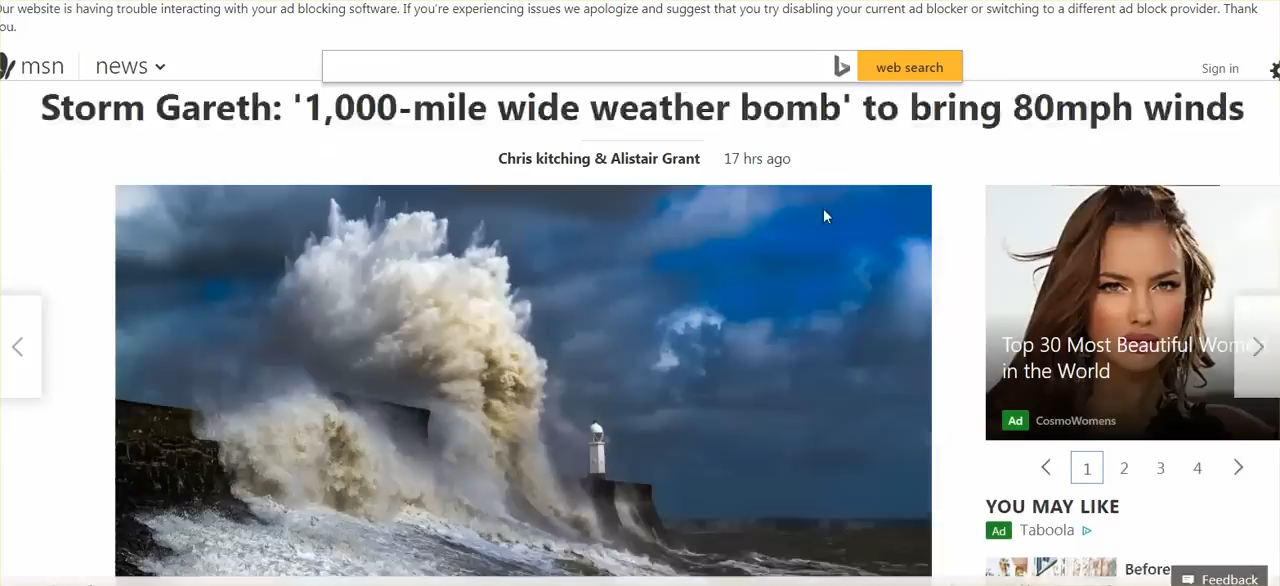 our website is having trouble interacting with your ad blocking software. If you're experiencing issues we apologize and suggest that you try disabling your current ad blocker or switching to a different ad block provider. Thank
ou.
msn news
web search
Sign in
Storm Gareth: '1,000-mile wide weather bomb' to bring 80mph winds
Chris kitching & Alistair Grant 17 hrs ago
Top 30 Most Beautiful Women
in the World
Ad CosmoWomens
1 2 3 4
YOU MAY LIKE
Ad Taboola
Before
Feedback